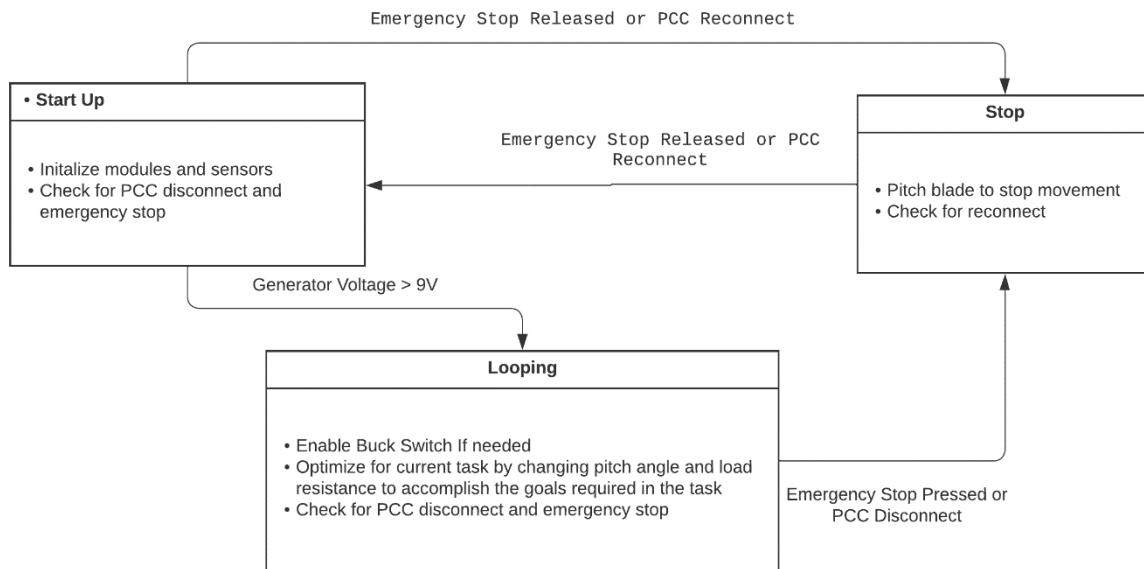 Emergency Stop Released or PCC Reconnect
• Start Up
• Initalize modules and sensors
• Check for PCC disconnect and
emergency stop
Emergency Stop Released or PCC
Reconnect
Stop
• Pitch blade to stop movement
• Check for reconnect
Generator Voltage > 9V
Looping
• Enable Buck Switch If needed
• Optimize for current task by changing pitch angle and load
resistance to accomplish the goals required in the task
• Check for PCC disconnect and emergency stop
Emergency Stop Pressed or
PCC Disconnect